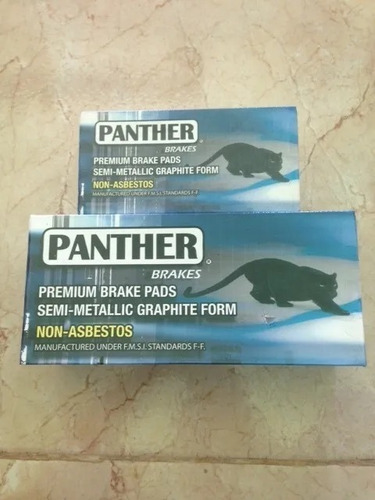 PANTHER
BRAKES
PREMIUM BRAKE PADS
SEMI-METALLIC GRAPHITE FORM
NON-ASBESTOS
MANUFACTURED UNDER F.M.S.I. STANDARDS F-F.
PANTHER
BRAKES
PREMIUM BRAKE PADS
SEMI-METALLIC GRAPHITE FORM
NON-ASBESTOS
MANUFACTURED UNDER F.M.S.I. STANDARDS F-F.